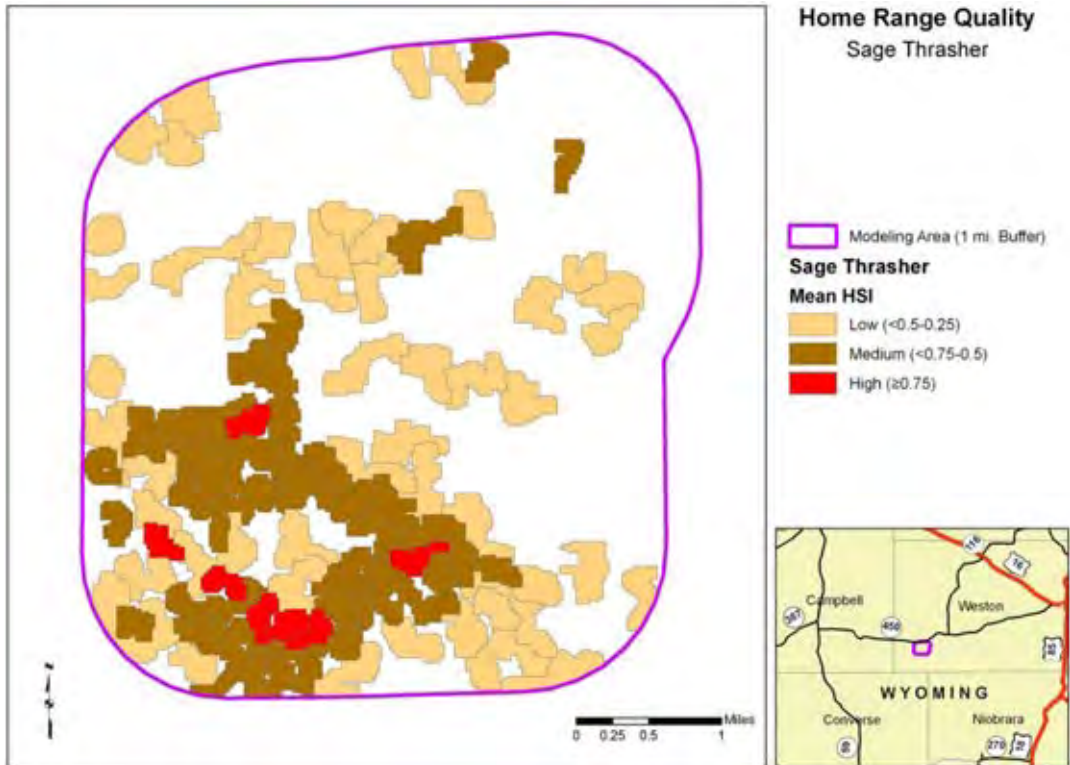 Home Range Quality
Sage Thrasher
Modeling Area (1 mi. Buffer)
Sage Thrasher
Mean HSI
Low (<0.5-0.25)
Medium (<0.75-0.5)
High (≥0.75)
Miles
0 0.25 0.5 1
116
16
Campbell
Weston
387
450
85
WYOMING
Converse
Niobrara
59
270